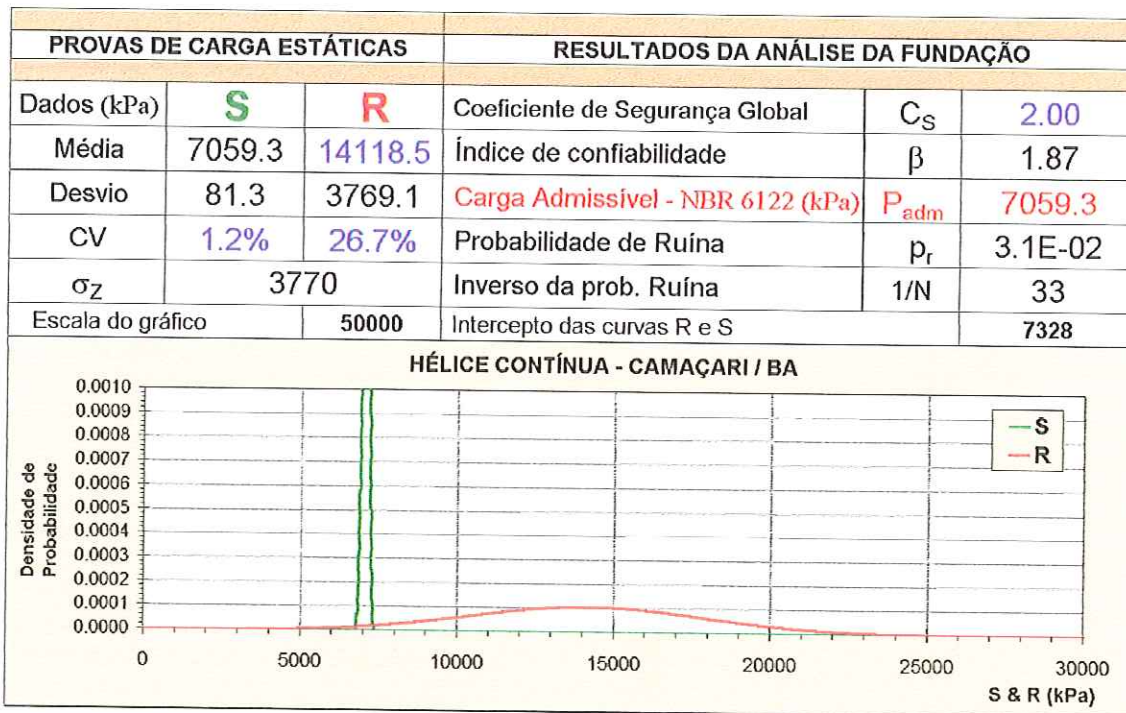 PROVAS DE CARGA ESTÁTICAS RESULTADOS DA ANÁLISE DA FUNDAÇÃO
Dados (kPa) S R Coeficiente de Segurança Global C_S 2.00
Média 7059.3 14118.5 Índice de confiabilidade β 1.87
Desvio 81.3 3769.1 Carga Admissível - NBR 6122 (kPa) P_adm 7059.3
CV 1.2% 26.7% Probabilidade de Ruína p_r 3.1E-02
σ_Z 3770 Inverso da prob. Ruína 1/N 33
Escala do gráfico 50000 Intercepto das curvas R e S 7328
HÉLICE CONTÍNUA - CAMAÇARI / BA
Densidade de
Probabilidade
0.0010
0.0009
0.0008
0.0007
0.0006
0.0005
0.0004
0.0003
0.0002
0.0001
0.0000
S
R
0 5000 10000 15000 20000 25000 30000
S & R (kPa)